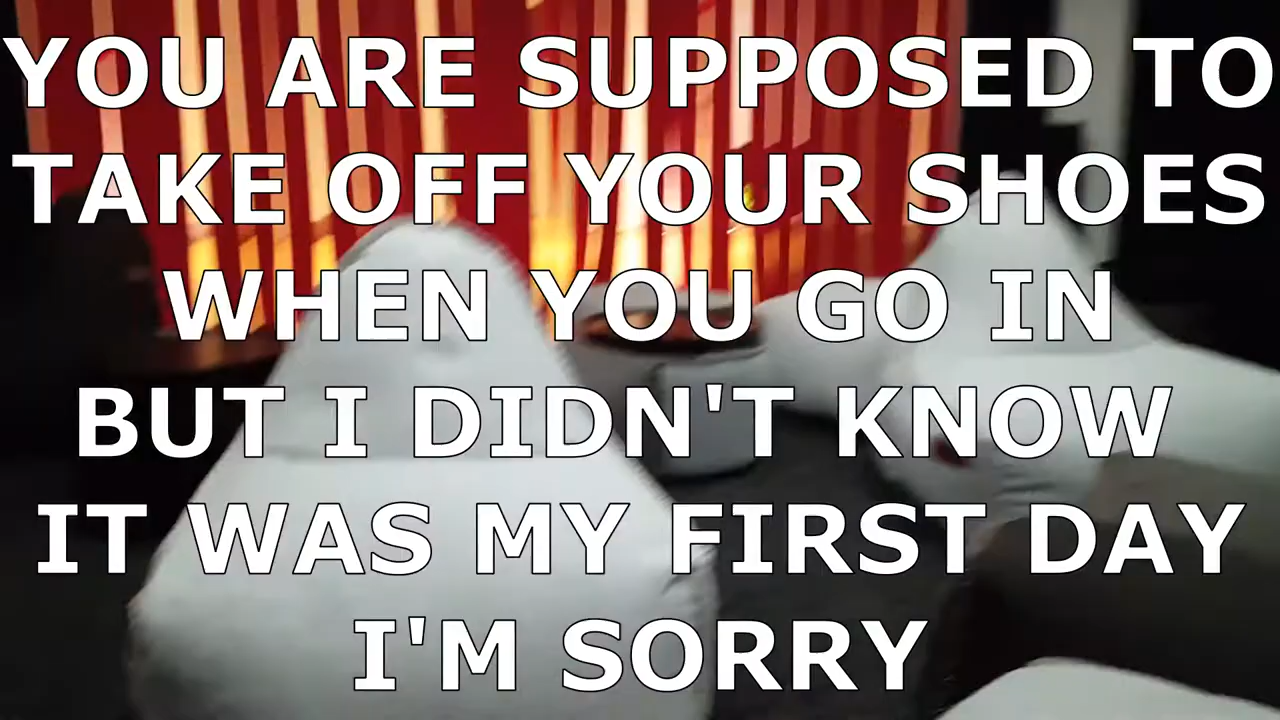 YOU ARE SUPPOSED TO
TAKE OFF YOUR SHOES
WHEN YOU GO IN
BUT I DIDN'T KNOW
IT WAS MY FIRST DAY
I'M SORRY